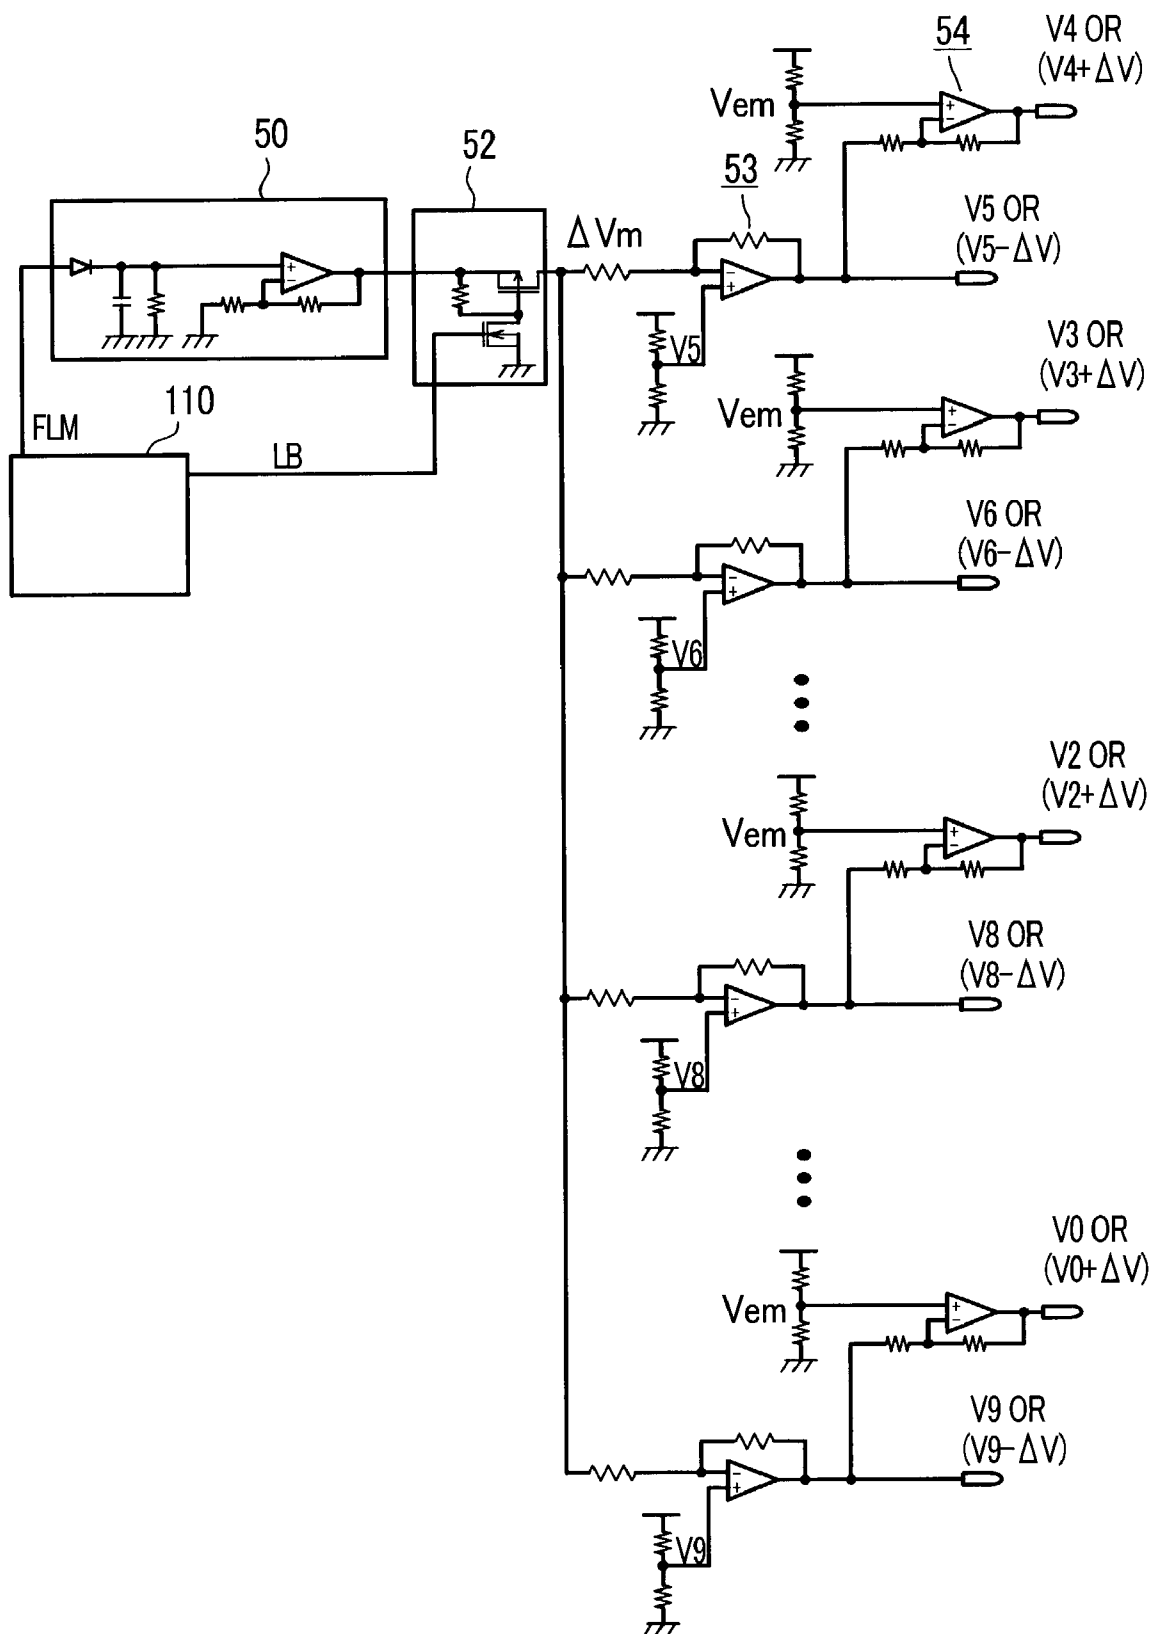 54
V4 OR
(V4+ΔV)
Vem
50
52
53
V5 OR
(V5-ΔV)
ΔVm
V5
V3 OR
(V3+ΔV)
Vem
FLM
110
LB
V6 OR
(V6-ΔV)
V6
V2 OR
(V2+ΔV)
Vem
V8 OR
(V8-ΔV)
V8
V0 OR
(V0+ΔV)
Vem
V9 OR
(V9-ΔV)
V9